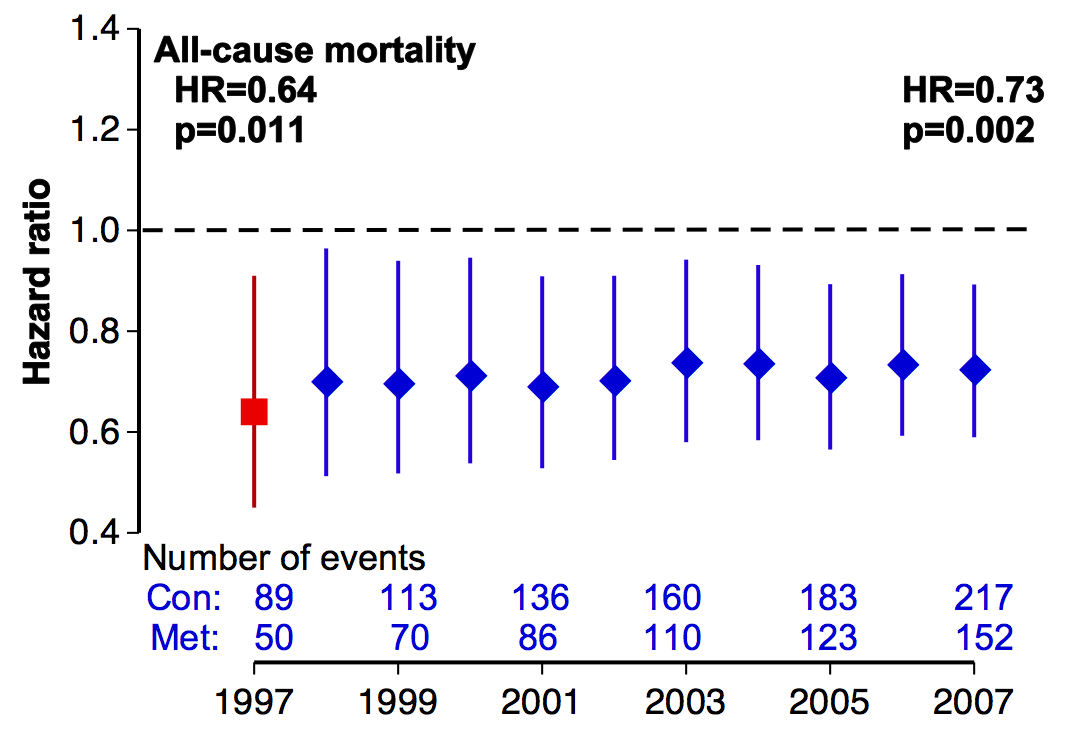 All-cause mortality
HR=0.64
p=0.011
HR=0.73
p=0.002
Hazard ratio
1.4
1.2
1.0
0.8
0.6
0.4
Number of events
Con: 89 113 136 160 183 217
Met: 50 70 86 110 123 152
1997 1999 2001 2003 2005 2007